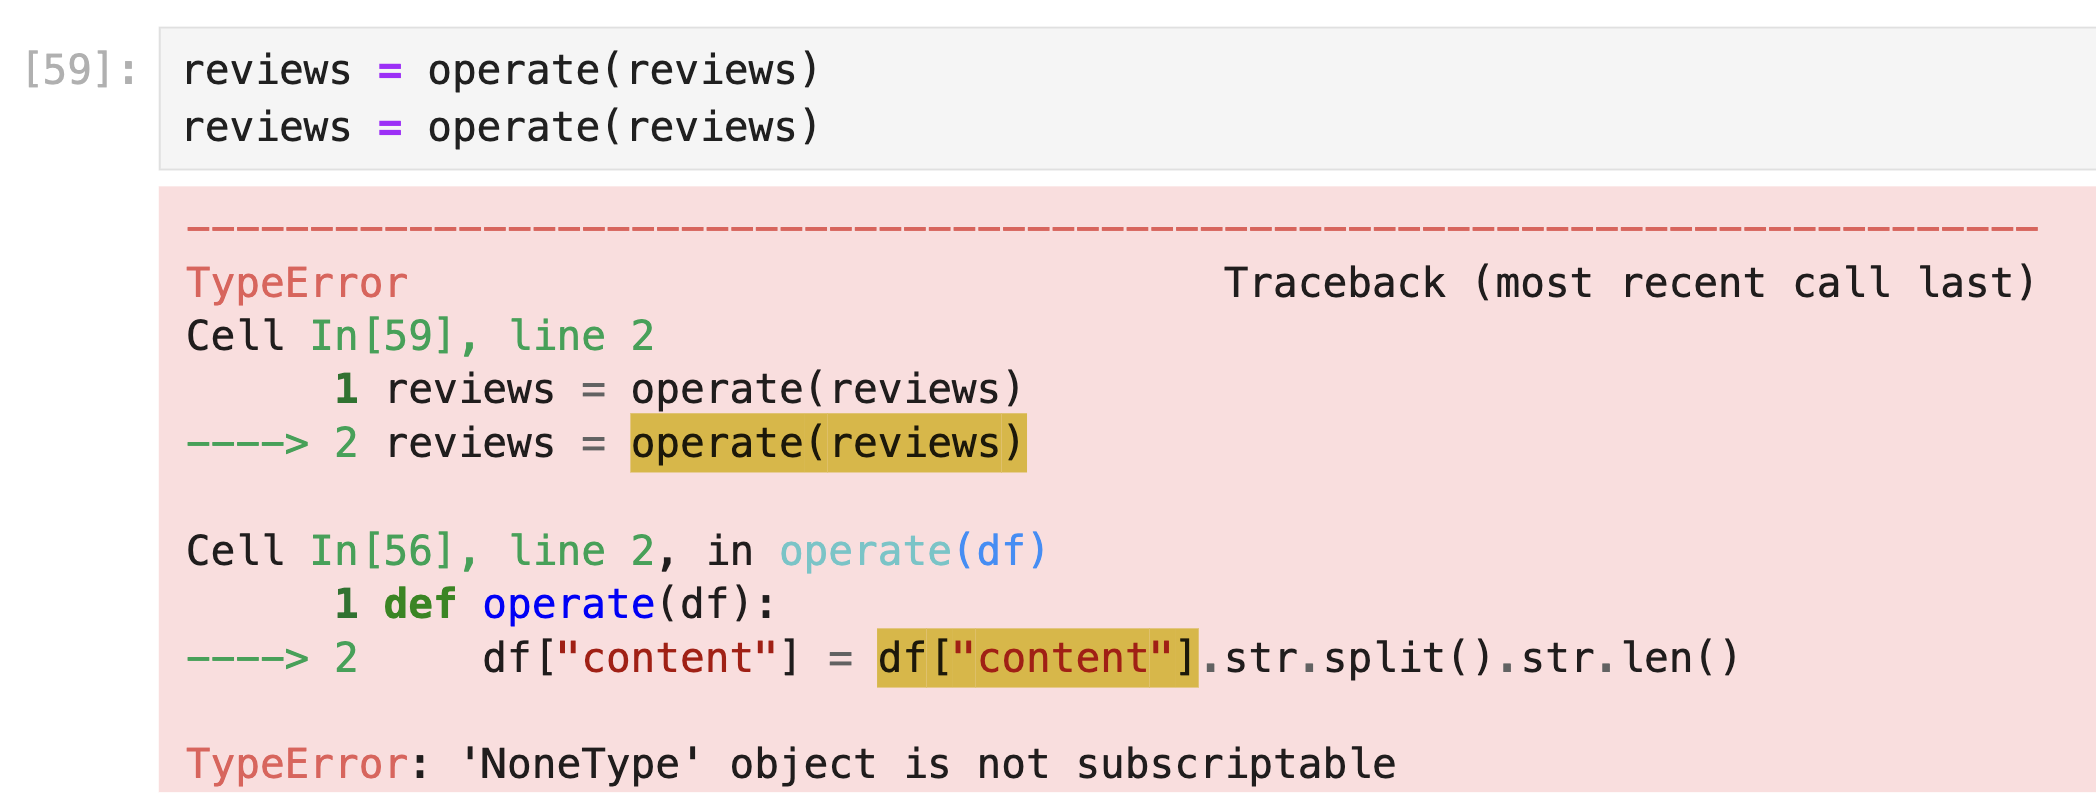 [59]: reviews = operate(reviews)
reviews = operate(reviews)
---------------------------------------------------------------------------
TypeError                                 Traceback (most recent call last)
Cell In[59], line 2
      1 reviews = operate(reviews)
----> 2 reviews = operate(reviews)

Cell In[56], line 2, in operate(df)
      1 def operate(df):
----> 2     df["content"] = df["content"].str.split().str.len()

TypeError: 'NoneType' object is not subscriptable